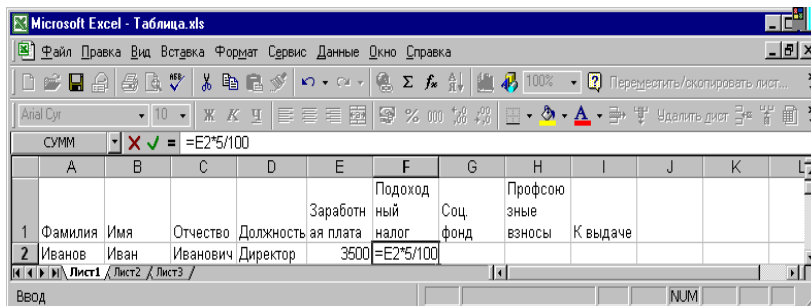 Microsoft Excel - Таблица.xls
Файл Правка Вид Вставка Формат Сервис Данные Окно Справка
100% Переместить/скопировать лист...
Arial Cyr 10 Ж К Ч % 000 Удалить лист
СУММ =E2*5/100
A B C D E F G H I J K L
1 Фамилия Имя Отчество Должность Заработн ая плата Подоход ный налог Соц. фонд Профсою зные взносы К выдаче
2 Иванов Иван Иванович Директор 3500 =E2*5/100
Лист1 Лист2 Лист3
Ввод NUM